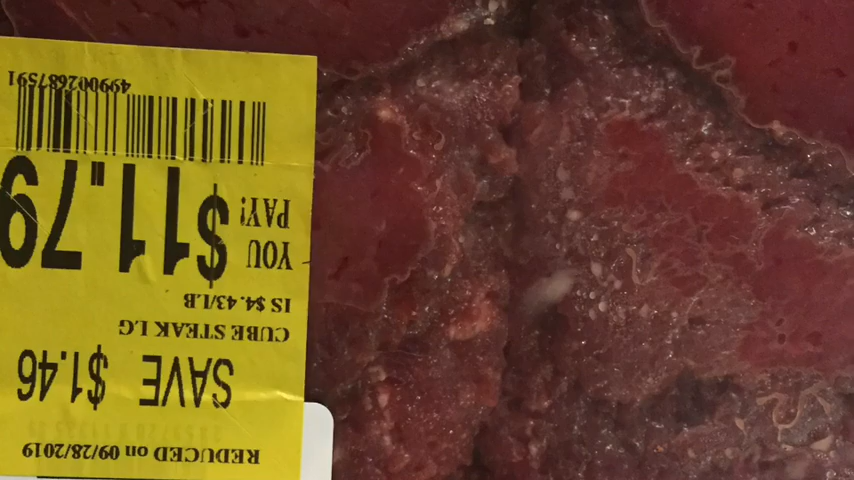 REDUCED on 09/28/2019
SAVE $1.46
CUBE STEAK LG
IS $4.43/LB
YOU PAY! $11.79
499002687591